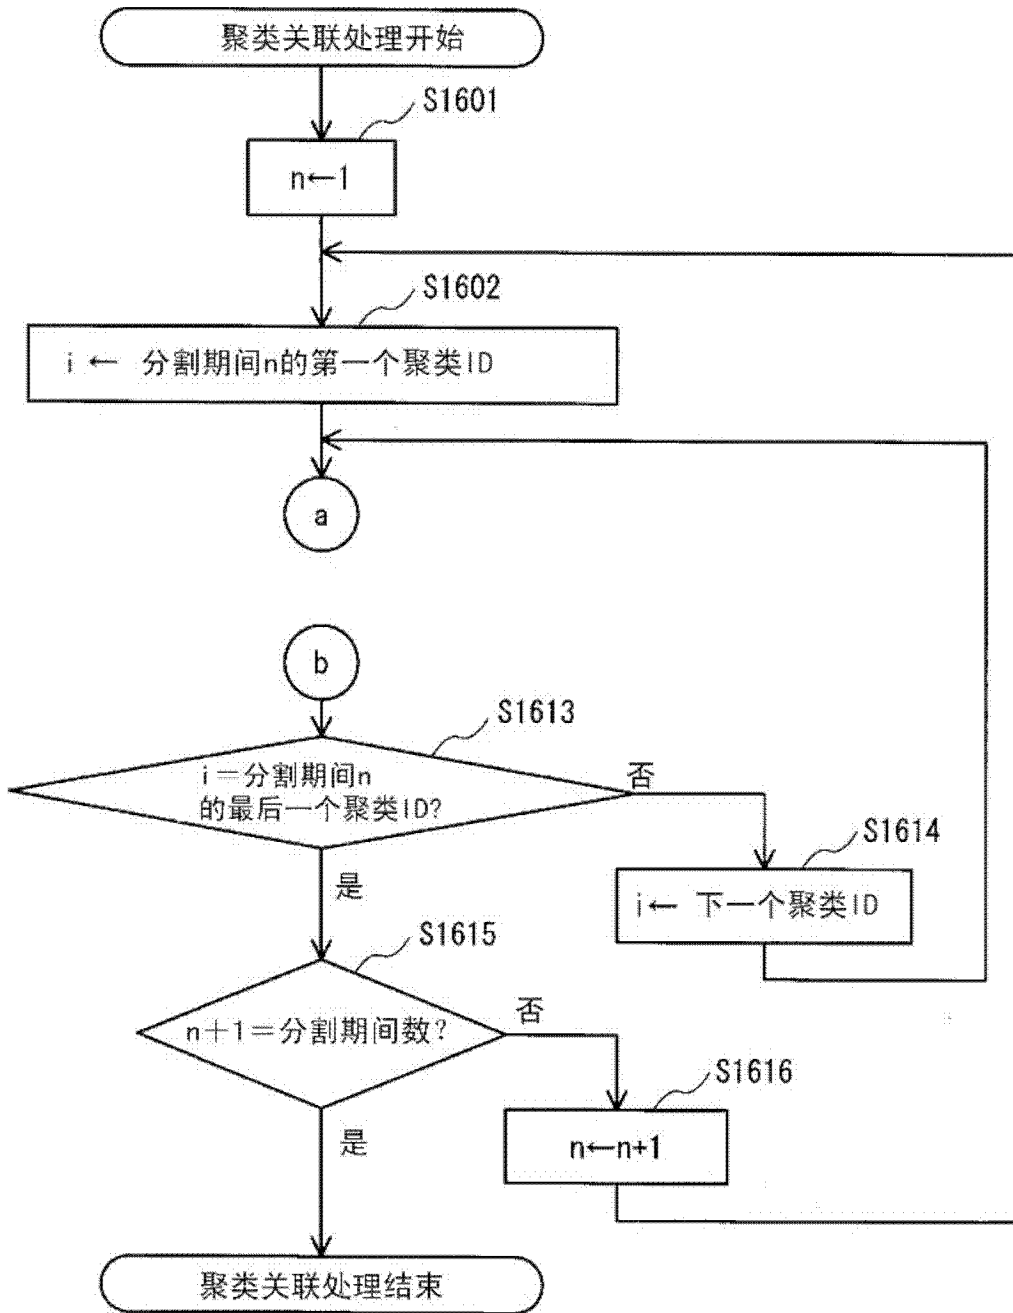 聚类关联处理开始
S1601
n←1
S1602
i ← 分割期间n的第一个聚类ID
a
b
S1613
i=分割期间n
的最后一个聚类ID?
否
S1614
i← 下一个聚类ID
是
S1615
n+1=分割期间数?
否
S1616
n←n+1
是
聚类关联处理结束